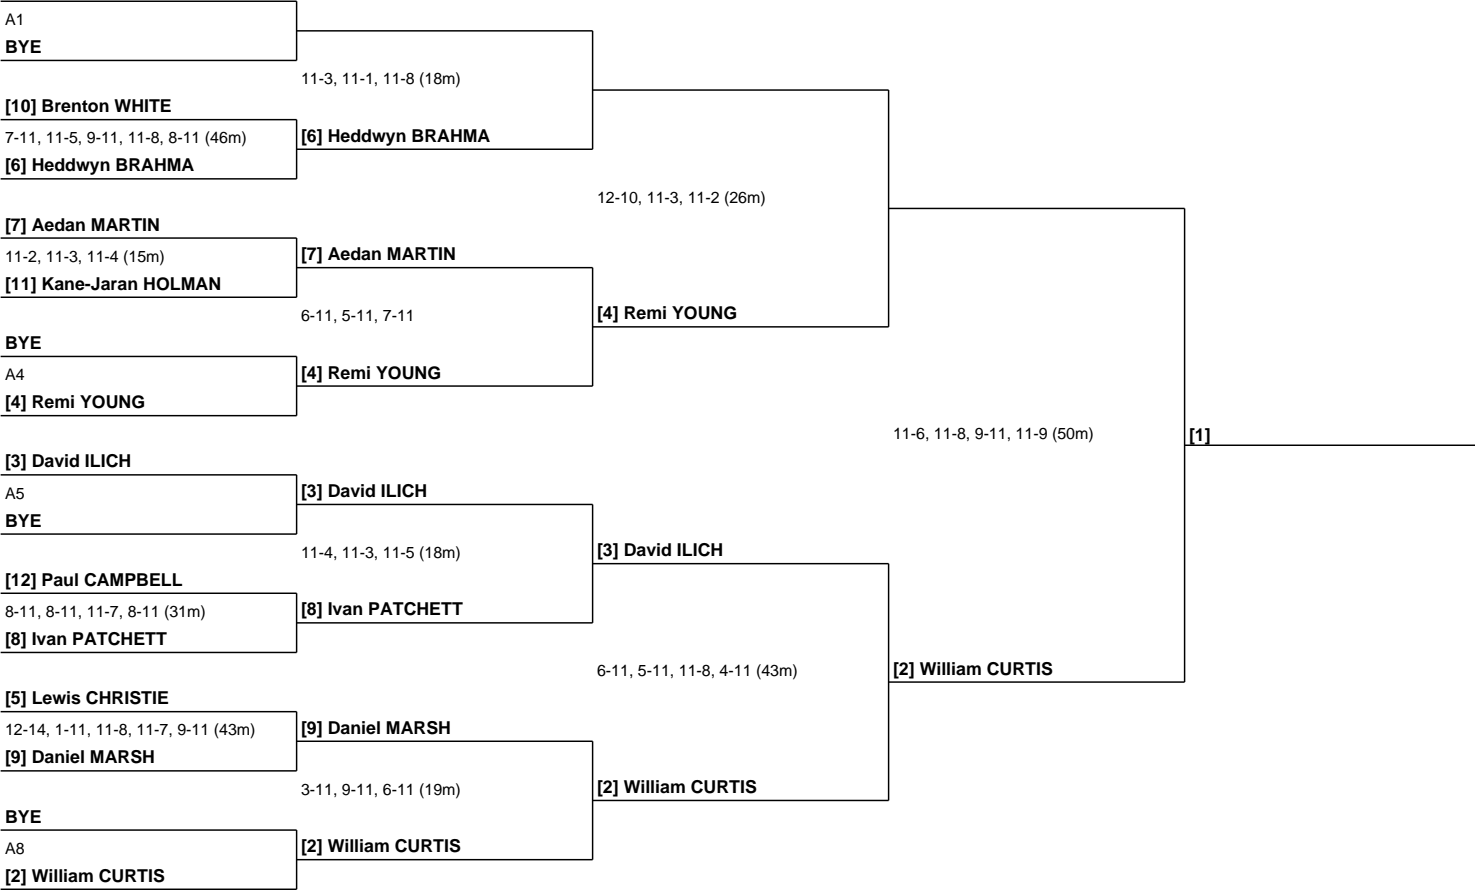 A1
BYE
[10] Brenton WHITE
7-11, 11-5, 9-11, 11-8, 8-11 (46m)
[6] Heddwyn BRAHMA
[7] Aedan MARTIN
11-2, 11-3, 11-4 (15m)
[11] Kane-Jaran HOLMAN
BYE
A4
[4] Remi YOUNG
[3] David ILICH
A5
BYE
[12] Paul CAMPBELL
8-11, 8-11, 11-7, 8-11 (31m)
[8] Ivan PATCHETT
[5] Lewis CHRISTIE
12-14, 1-11, 11-8, 11-7, 9-11 (43m)
[9] Daniel MARSH
BYE
A8
[2] William CURTIS
11-3, 11-1, 11-8 (18m)
[6] Heddwyn BRAHMA
[7] Aedan MARTIN
6-11, 5-11, 7-11
[4] Remi YOUNG
[3] David ILICH
11-4, 11-3, 11-5 (18m)
[8] Ivan PATCHETT
[9] Daniel MARSH
3-11, 9-11, 6-11 (19m)
[2] William CURTIS
12-10, 11-3, 11-2 (26m)
[4] Remi YOUNG
[3] David ILICH
6-11, 5-11, 11-8, 4-11 (43m)
[2] William CURTIS
11-6, 11-8, 9-11, 11-9 (50m)
[2] William CURTIS
[1]